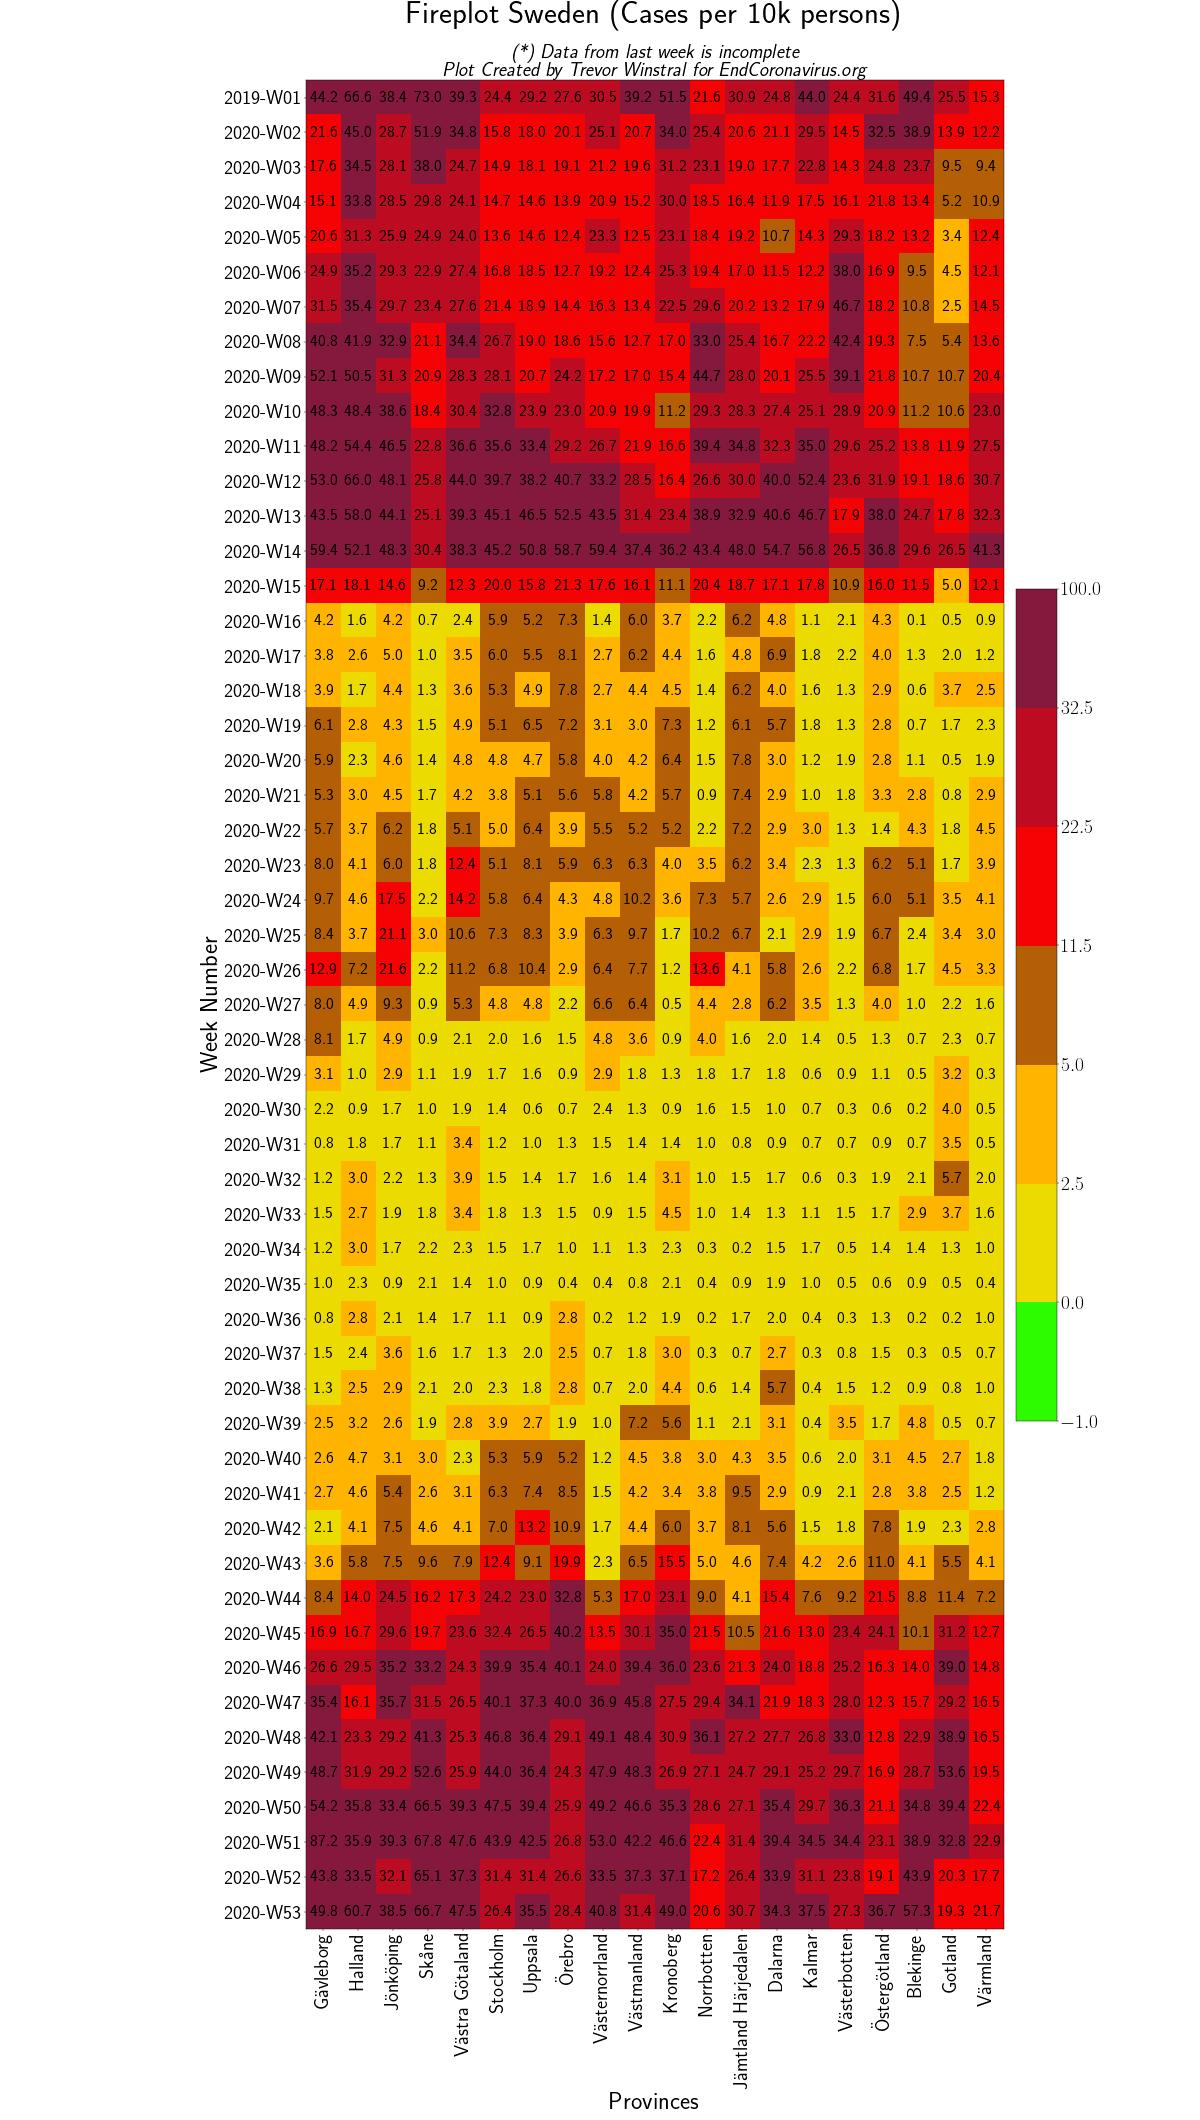 Fireplot Sweden (Cases per 10k persons)
(*) Data from last week is incomplete
Plot Created by Trevor Winstral for EndCoronavirus.org
2019-W01 44.2 66.6 38.4 73.0 39.3 24.4 29.2 27.6 30.5 39.2 51.5 21.6 30.9 24.8 44.0 24.4 31.6 49.4 25.5 15.3
2020-W02 21.6 45.0 28.7 51.9 34.8 15.8 18.0 20.1 25.1 20.7 34.0 25.4 20.6 21.1 29.5 14.5 32.5 38.9 13.9 12.2
2020-W03 17.6 34.5 28.1 38.0 24.7 14.9 18.1 19.1 21.2 19.6 31.2 23.1 19.0 17.7 22.8 14.3 24.8 23.7 9.5 9.4
2020-W04 15.1 33.8 28.5 29.8 24.1 14.7 14.6 13.9 20.9 15.2 30.0 18.5 16.4 11.9 17.5 16.1 21.8 13.4 5.2 10.9
2020-W05 20.6 31.3 25.9 24.9 24.0 13.6 14.6 12.4 23.3 12.5 23.1 18.4 19.2 10.7 14.3 29.3 18.2 13.2 3.4 12.4
2020-W06 24.9 35.2 29.3 22.9 27.4 16.8 18.5 12.7 19.2 12.4 25.3 19.4 17.0 11.5 12.2 38.0 16.9 9.5 4.5 12.1
2020-W07 31.5 35.4 29.7 23.4 27.6 21.4 18.9 14.4 16.3 13.4 22.5 29.6 20.2 13.2 17.9 46.7 18.2 10.8 2.5 14.5
2020-W08 40.8 41.9 32.9 21.1 34.4 26.7 19.0 18.6 15.6 12.7 17.0 33.0 25.4 16.7 22.2 42.4 19.3 7.5 5.4 13.6
2020-W09 52.1 50.5 31.3 20.9 28.3 28.1 20.7 24.2 17.2 17.0 15.4 44.7 28.0 20.1 25.5 39.1 21.8 10.7 10.7 20.4
2020-W10 48.3 48.4 38.6 18.4 30.4 32.8 23.9 23.0 20.9 19.9 11.2 29.3 28.3 27.4 25.1 28.9 20.9 11.2 10.6 23.0
2020-W11 48.2 54.4 46.5 22.8 36.6 35.6 33.4 29.2 26.7 21.9 16.6 39.4 34.8 32.3 35.0 29.6 25.2 13.8 11.9 27.5
2020-W12 53.0 66.0 48.1 25.8 44.0 39.7 38.2 40.7 33.2 28.5 16.4 26.6 30.0 40.0 52.4 23.6 31.9 19.1 18.6 30.7
2020-W13 43.5 58.0 44.1 25.1 39.3 45.1 46.5 52.5 43.5 31.4 23.4 38.9 32.9 40.6 46.7 17.9 38.0 24.7 17.8 32.3
2020-W14 59.4 52.1 48.3 30.4 38.3 45.2 50.8 58.7 59.4 37.4 36.2 43.4 48.0 54.7 56.8 26.5 36.8 29.6 26.5 41.3
2020-W15 17.1 18.1 14.6 9.2 12.3 20.0 15.8 21.3 17.6 16.1 11.1 20.4 18.7 17.1 17.8 10.9 16.0 11.5 5.0 12.1
2020-W16 4.2 1.6 4.2 0.7 2.4 5.9 5.2 7.3 1.4 6.0 3.7 2.2 6.2 4.8 1.1 2.1 4.3 0.1 0.5 0.9
2020-W17 3.8 2.6 5.0 1.0 3.5 6.0 5.5 8.1 2.7 6.2 4.4 1.6 4.8 6.9 1.8 2.2 4.0 1.3 2.0 1.2
2020-W18 3.9 1.7 4.4 1.3 3.6 5.3 4.9 7.8 2.7 4.4 4.5 1.4 6.2 4.0 1.6 1.3 2.9 0.6 3.7 2.5
2020-W19 6.1 2.8 4.3 1.5 4.9 5.1 6.5 7.2 3.1 3.0 7.3 1.2 6.1 5.7 1.8 1.3 2.8 0.7 1.7 2.3
2020-W20 5.9 2.3 4.6 1.4 4.8 4.8 4.7 5.8 4.0 4.2 6.4 1.5 7.8 3.0 1.2 1.9 2.8 1.1 0.5 1.9
2020-W21 5.3 3.0 4.5 1.7 4.2 3.8 5.1 5.6 5.8 4.2 5.7 0.9 7.4 2.9 1.0 1.8 3.3 2.8 0.8 2.9
2020-W22 5.7 3.7 6.2 1.8 5.1 5.0 6.4 3.9 5.5 5.2 5.2 2.2 7.2 2.9 3.0 1.3 1.4 4.3 1.8 4.5
2020-W23 8.0 4.1 6.0 1.8 12.4 5.1 8.1 5.9 6.3 6.3 4.0 3.5 6.2 3.4 2.3 1.3 6.2 5.1 1.7 3.9
2020-W24 9.7 4.6 17.5 2.2 14.2 5.8 6.4 4.3 4.8 10.2 3.6 7.3 5.7 2.6 2.9 1.5 6.0 5.1 3.5 4.1
2020-W25 8.4 3.7 21.1 3.0 10.6 7.3 8.3 3.9 6.3 9.7 1.7 10.2 6.7 2.1 2.9 1.9 6.7 2.4 3.4 3.0
2020-W26 12.9 7.2 21.6 2.2 11.2 6.8 10.4 2.9 6.4 7.7 1.2 13.6 4.1 5.8 2.6 2.2 6.8 1.7 4.5 3.3
2020-W27 8.0 4.9 9.3 0.9 5.3 4.8 4.8 2.2 6.6 6.4 0.5 4.4 2.8 6.2 3.5 1.3 4.0 1.0 2.2 1.6
2020-W28 8.1 1.7 4.9 0.9 2.1 2.0 1.6 1.5 4.8 3.6 0.9 4.0 1.6 2.0 1.4 0.5 1.3 0.7 2.3 0.7
2020-W29 3.1 1.0 2.9 1.1 1.9 1.7 1.6 0.9 2.9 1.8 1.3 1.8 1.7 1.8 0.6 0.9 1.1 0.5 3.2 0.3
2020-W30 2.2 0.9 1.7 1.0 1.9 1.4 0.6 0.7 2.4 1.3 0.9 1.6 1.5 1.0 0.7 0.3 0.6 0.2 4.0 0.5
2020-W31 0.8 1.8 1.7 1.1 3.4 1.2 1.0 1.3 1.5 1.4 1.4 1.0 0.8 0.9 0.7 0.7 0.9 0.7 3.5 0.5
2020-W32 1.2 3.0 2.2 1.3 3.9 1.5 1.4 1.7 1.6 1.4 3.1 1.0 1.5 1.7 0.6 0.3 1.9 2.1 5.7 2.0
2020-W33 1.5 2.7 1.9 1.8 3.4 1.8 1.3 1.5 0.9 1.5 4.5 1.0 1.4 1.3 1.1 1.5 1.7 2.9 3.7 1.6
2020-W34 1.2 3.0 1.7 2.2 2.3 1.5 1.7 1.0 1.1 1.3 2.3 0.3 0.2 1.5 1.7 0.5 1.4 1.4 1.3 1.0
2020-W35 1.0 2.3 0.9 2.1 1.4 1.0 0.9 0.4 0.4 0.8 2.1 0.4 0.9 1.9 1.0 0.5 0.6 0.9 0.5 0.4
2020-W36 0.8 2.8 2.1 1.4 1.7 1.1 0.9 2.8 0.2 1.2 1.9 0.2 1.7 2.0 0.4 0.3 1.3 0.2 0.2 1.0
2020-W37 1.5 2.4 3.6 1.6 1.7 1.3 2.0 2.5 0.7 1.8 3.0 0.3 0.7 2.7 0.3 0.8 1.5 0.3 0.5 0.7
2020-W38 1.3 2.5 2.9 2.1 2.0 2.3 1.8 2.8 0.7 2.0 4.4 0.6 1.4 5.7 0.4 1.5 1.2 0.9 0.8 1.0
2020-W39 2.5 3.2 2.6 1.9 2.8 3.9 2.7 1.9 1.0 7.2 5.6 1.1 2.1 3.1 0.4 3.5 1.7 4.8 0.5 0.7
2020-W40 2.6 4.7 3.1 3.0 2.3 5.3 5.9 5.2 1.2 4.5 3.8 3.0 4.3 3.5 0.6 2.0 3.1 4.5 2.7 1.8
2020-W41 2.7 4.6 5.4 2.6 3.1 6.3 7.4 8.5 1.5 4.2 3.4 3.8 9.5 2.9 0.9 2.1 2.8 3.8 2.5 1.2
2020-W42 2.1 4.1 7.5 4.6 4.1 7.0 13.2 10.9 1.7 4.4 6.0 3.7 8.1 5.6 1.5 1.8 7.8 1.9 2.3 2.8
2020-W43 3.6 5.8 7.5 9.6 7.9 12.4 9.1 19.9 2.3 6.5 15.5 5.0 4.6 7.4 4.2 2.6 11.0 4.1 5.5 4.1
2020-W44 8.4 14.0 24.5 16.2 17.3 24.2 23.0 32.8 5.3 17.0 23.1 9.0 4.1 15.4 7.6 9.2 21.5 8.8 11.4 7.2
2020-W45 16.9 16.7 29.6 19.7 23.6 32.4 26.5 40.2 13.5 30.1 35.0 21.5 10.5 21.6 13.0 23.4 24.1 10.1 31.2 12.7
2020-W46 26.6 29.5 35.2 33.2 24.3 39.9 35.4 40.1 24.0 39.4 36.0 23.6 21.3 24.0 18.8 25.2 16.3 14.0 39.0 14.8
2020-W47 35.4 16.1 35.7 31.5 26.5 40.1 37.3 40.0 36.9 45.8 27.5 29.4 34.1 21.9 18.3 28.0 12.3 15.7 29.2 16.5
2020-W48 42.1 23.3 29.2 41.3 25.3 46.8 36.4 29.1 49.1 48.4 30.9 36.1 27.2 27.7 26.8 33.0 12.8 22.9 38.9 16.5
2020-W49 48.7 31.9 29.2 52.6 25.9 44.0 36.4 24.3 47.9 48.3 26.9 27.1 24.7 29.1 25.2 29.7 16.9 28.7 53.6 19.5
2020-W50 54.2 35.8 33.4 66.5 39.3 47.5 39.4 25.9 49.2 46.6 35.3 28.6 27.1 35.4 29.7 36.3 21.1 34.8 39.4 22.4
2020-W51 87.2 35.9 39.3 67.8 47.6 43.9 42.5 26.8 53.0 42.2 46.6 22.4 31.4 39.4 34.5 34.4 23.1 38.9 32.8 22.9
2020-W52 43.8 33.5 32.1 65.1 37.3 31.4 31.4 26.6 33.5 37.3 37.1 17.2 26.4 33.9 31.1 23.8 19.1 43.9 20.3 17.7
2020-W53 49.8 60.7 38.5 66.7 47.5 26.4 35.5 28.4 40.8 31.4 49.0 20.6 30.7 34.3 37.5 27.3 36.7 57.3 19.3 21.7
Week Number
Gävleborg
Halland
Jönköping
Skåne
Västra Götaland
Stockholm
Uppsala
Örebro
Västernorrland
Västmanland
Kronoberg
Norrbotten
Jämtland Härjedalen
Dalarna
Kalmar
Västerbotten
Östergötland
Blekinge
Gotland
Värmland
Provinces
100.0
32.5
22.5
11.5
5.0
2.5
0.0
−1.0